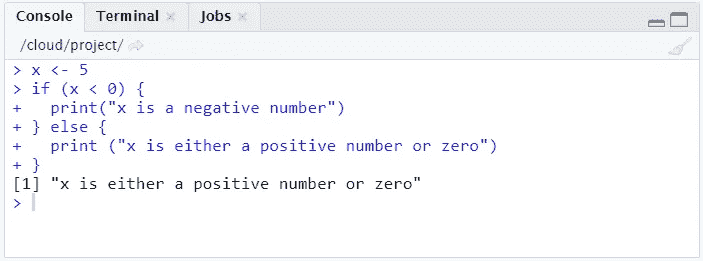 Console Terminal × Jobs ×
/cloud/project/
> x <- 5
> if (x < 0) {
+   print("x is a negative number")
+ } else {
+   print ("x is either a positive number or zero")
+ }
[1] "x is either a positive number or zero"
>